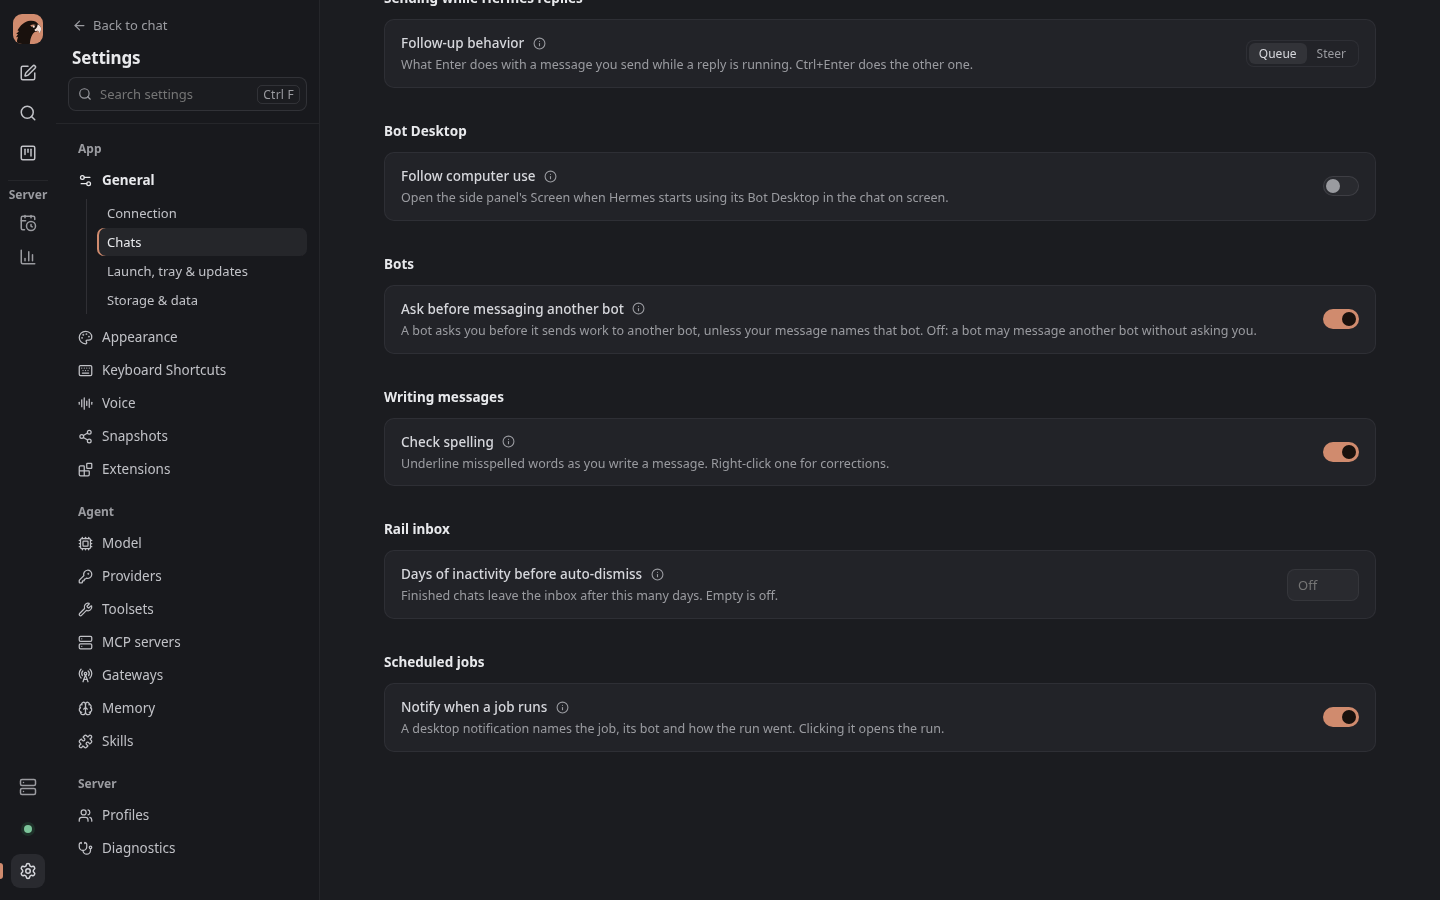 Back to chat
Settings
Search settings
Ctrl F
App
General
Connection
Chats
Launch, tray & updates
Storage & data
Appearance
Keyboard Shortcuts
Voice
Snapshots
Extensions
Agent
Model
Providers
Toolsets
MCP servers
Gateways
Memory
Skills
Server
Profiles
Diagnostics
Server
Sending while Hermes replies
Follow-up behavior
What Enter does with a message you send while a reply is running. Ctrl+Enter does the other one.
Queue
Steer
Bot Desktop
Follow computer use
Open the side panel's Screen when Hermes starts using its Bot Desktop in the chat on screen.
Bots
Ask before messaging another bot
A bot asks you before it sends work to another bot, unless your message names that bot. Off: a bot may message another bot without asking you.
Writing messages
Check spelling
Underline misspelled words as you write a message. Right-click one for corrections.
Rail inbox
Days of inactivity before auto-dismiss
Finished chats leave the inbox after this many days. Empty is off.
Off
Scheduled jobs
Notify when a job runs
A desktop notification names the job, its bot and how the run went. Clicking it opens the run.